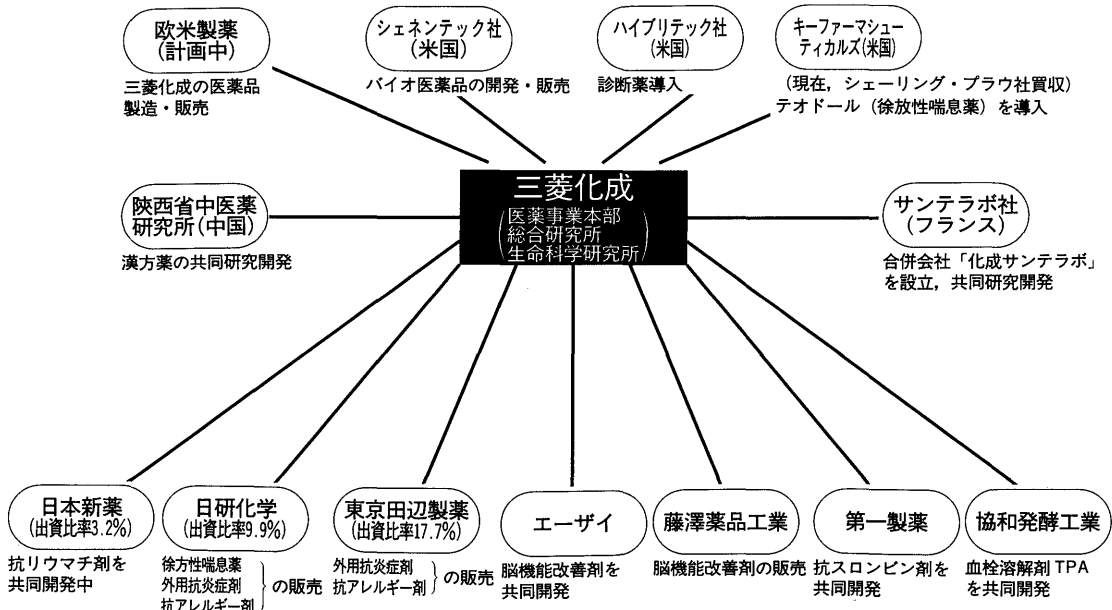 欧米製薬
(計画中)
三菱化成の医薬品
製造・販売
シェネンテック社
(米国)
バイオ医薬品の開発・販売
ハイブリテック社
(米国)
診断薬導入
キーファーマシュー
ティカルズ(米国)
(現在,シェーリング・プラウ社買収)
テオドール(徐放性喘息薬)を導入
三菱化成
(医薬事業本部
総合研究所
生命科学研究所)
陝西省中医薬
研究所(中国)
漢方薬の共同研究開発
サンテラボ社
(フランス)
合併会社「化成サンテラボ」
を設立,共同研究開発
日本新薬
(出資比率3.2%)
抗リウマチ剤を
共同開発中
日研化学
(出資比率9.9%)
徐方性喘息薬
外用抗炎症剤
抗アレルギー剤
の販売
東京田辺製薬
(出資比率17.7%)
外用抗炎症剤
抗アレルギー剤
の販売
エーザイ
脳機能改善剤を
共同開発
藤澤薬品工業
脳機能改善剤の販売
第一製薬
抗スロンビン剤を
共同開発
協和発酵工業
血栓溶解剤TPA
を共同開発